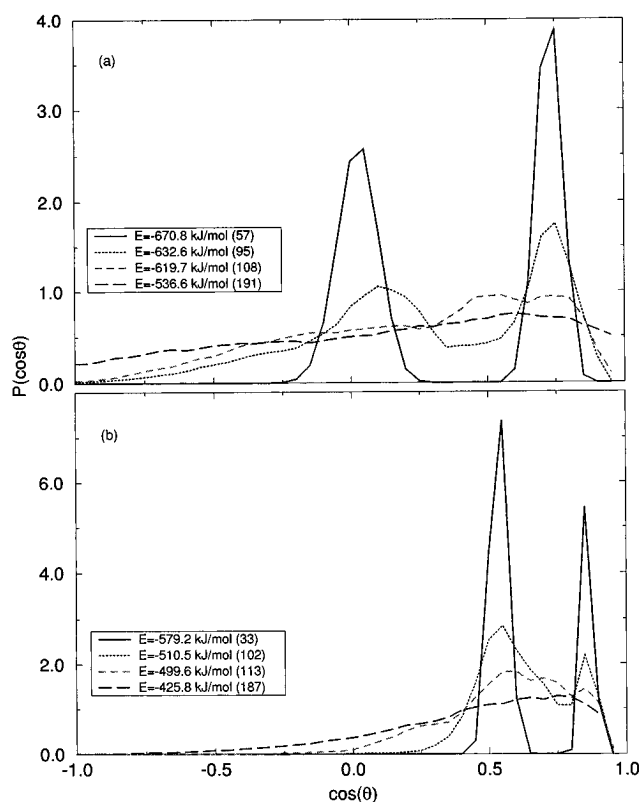 4.0
(a)
3.0
2.0
E=-670.8 kJ/mol (57)
E=-632.6 kJ/mol (95)
E=-619.7 kJ/mol (108)
E=-536.6 kJ/mol (191)
1.0
0.0
P(cosθ)
(b)
6.0
4.0
E=-579.2 kJ/mol (33)
E=-510.5 kJ/mol (102)
E=-499.6 kJ/mol (113)
E=-425.8 kJ/mol (187)
2.0
0.0
-1.0 -0.5 0.0 0.5 1.0
cos(θ)